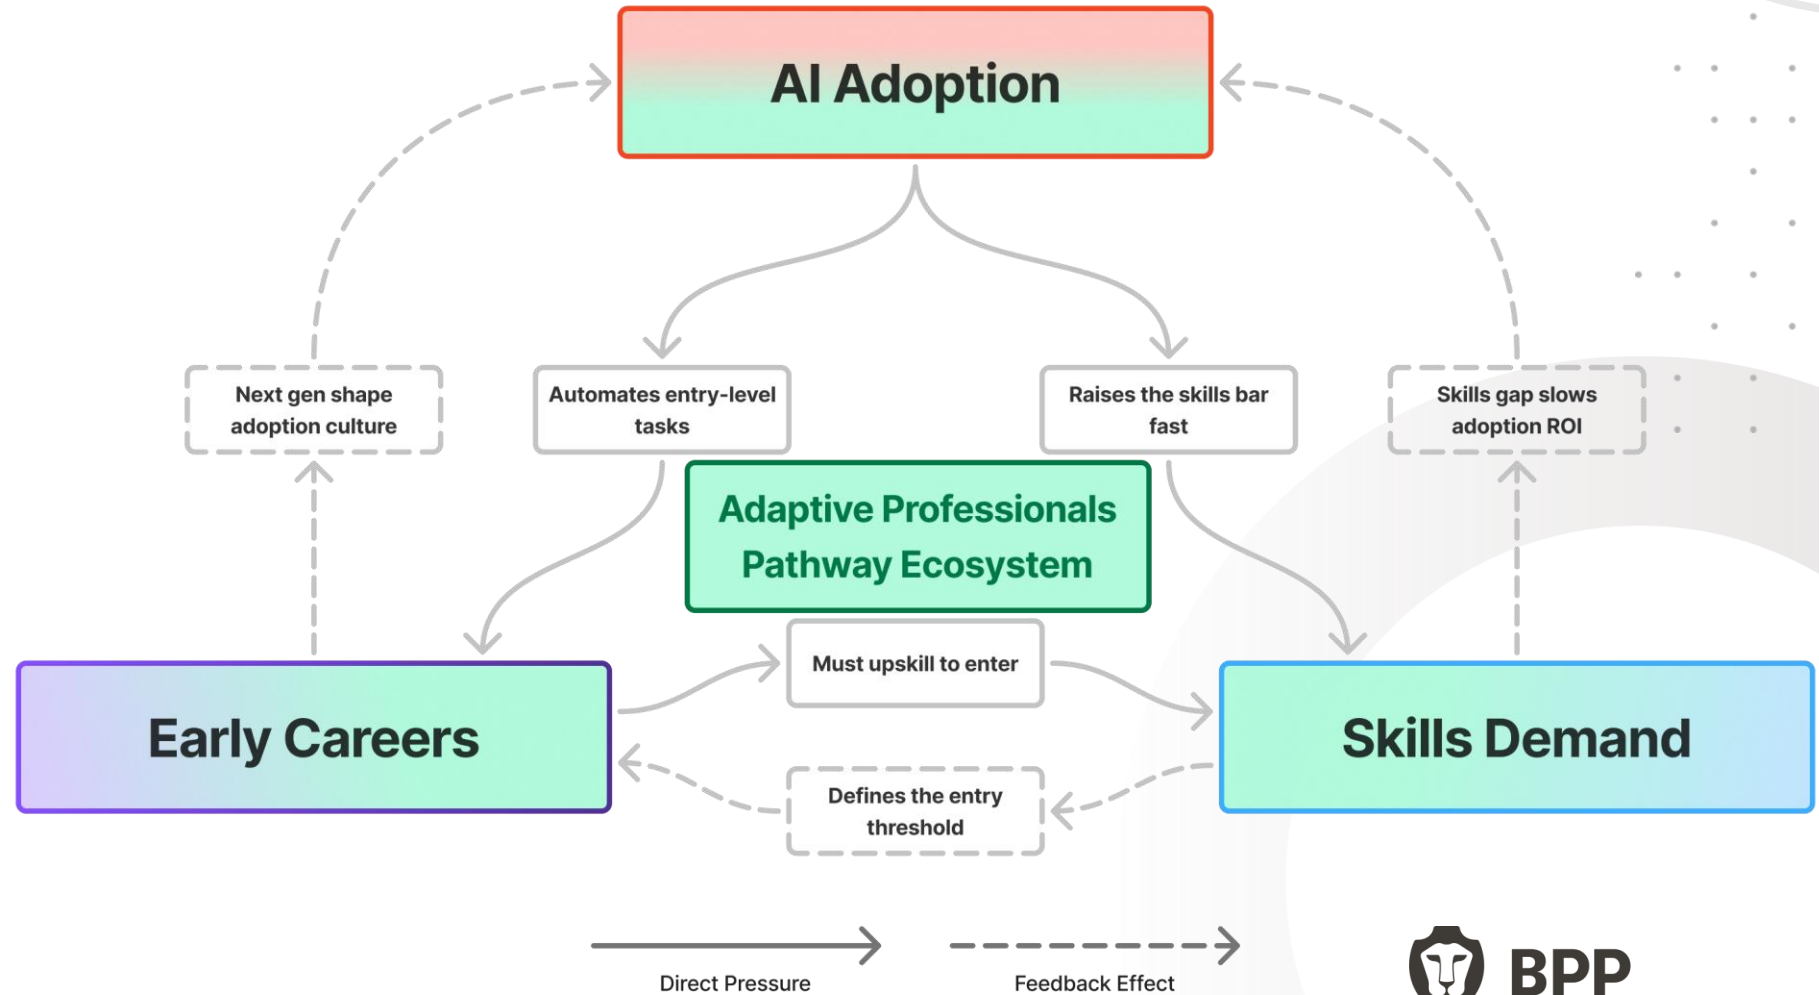 AI Adoption
Next gen shape
adoption culture
Automates entry-level
tasks
Raises the skills bar
fast
Skills gap slows
adoption ROI
Adaptive Professionals
Pathway Ecosystem
Must upskill to enter
Early Careers
Skills Demand
Defines the entry
threshold
Direct Pressure
Feedback Effect
BPP